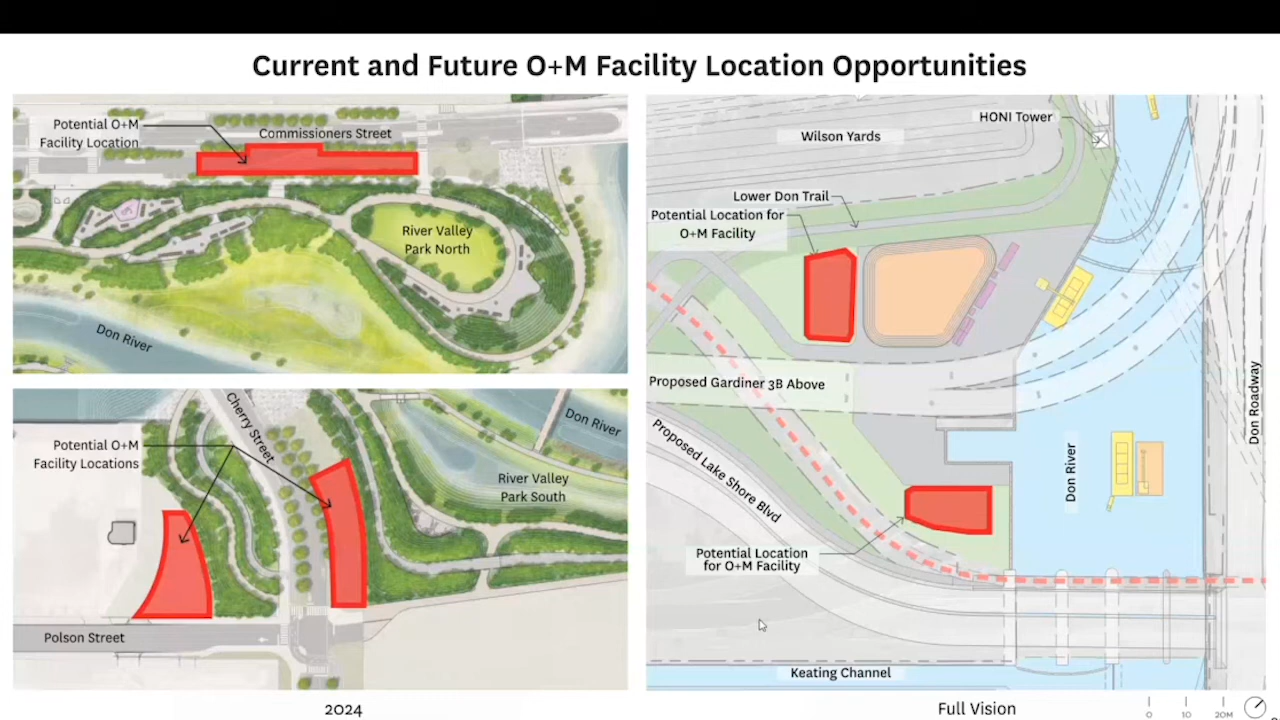 Current and Future O+M Facility Location Opportunities
Potential O+M
Facility Location
Commissioners Street
River Valley
Park North
Don River
Cherry Street
Potential O+M
Facility Locations
Don River
River Valley
Park South
Polson Street
2024
HONI Tower
Wilson Yards
Lower Don Trail
Potential Location for
O+M Facility
Proposed Gardiner 3B Above
Proposed Lake Shore Blvd
Don River
Don Roadway
Potential Location
for O+M Facility
Keating Channel
Full Vision
0 10 20M